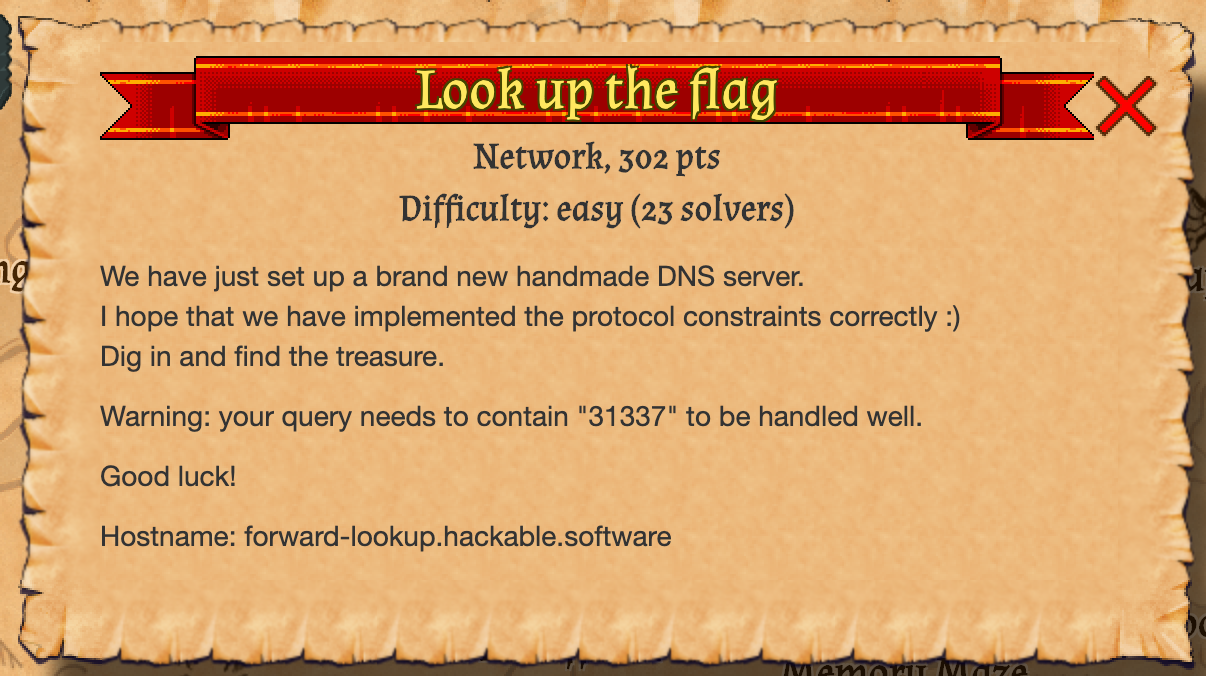 Look up the flag
Network, 302 pts
Difficulty: easy (23 solvers)
We have just set up a brand new handmade DNS server.
I hope that we have implemented the protocol constraints correctly :)
Dig in and find the treasure.
Warning: your query needs to contain "31337" to be handled well.
Good luck!
Hostname: forward-lookup.hackable.software
Memory Maze